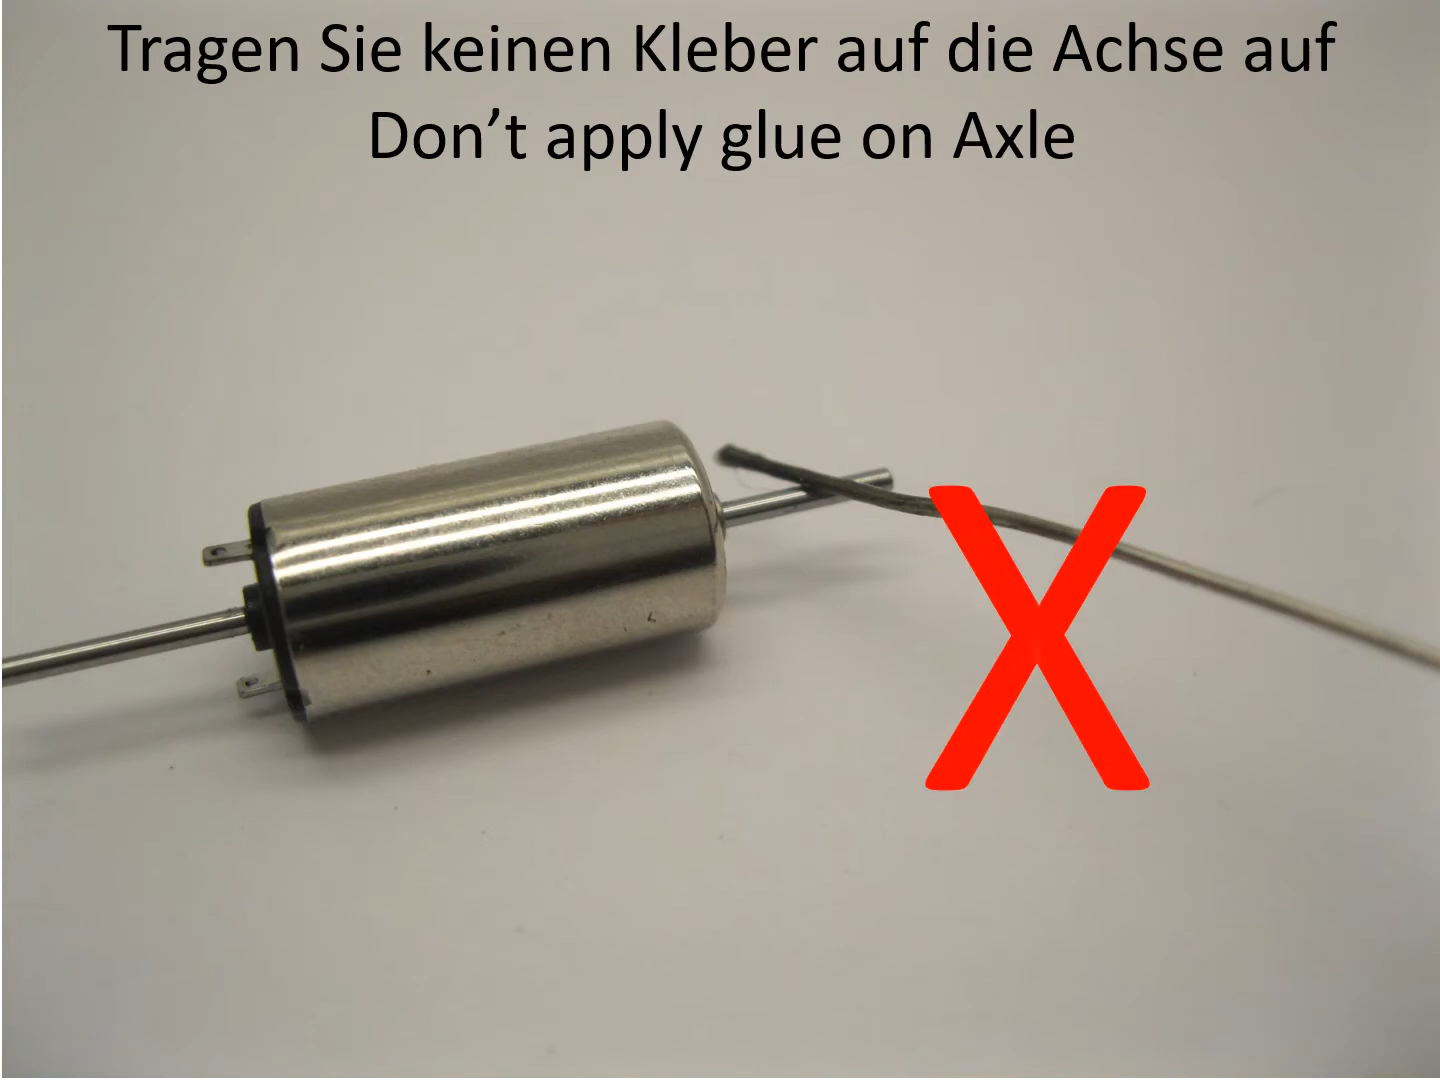 Tragen Sie keinen Kleber auf die Achse auf
Don’t apply glue on Axle
X